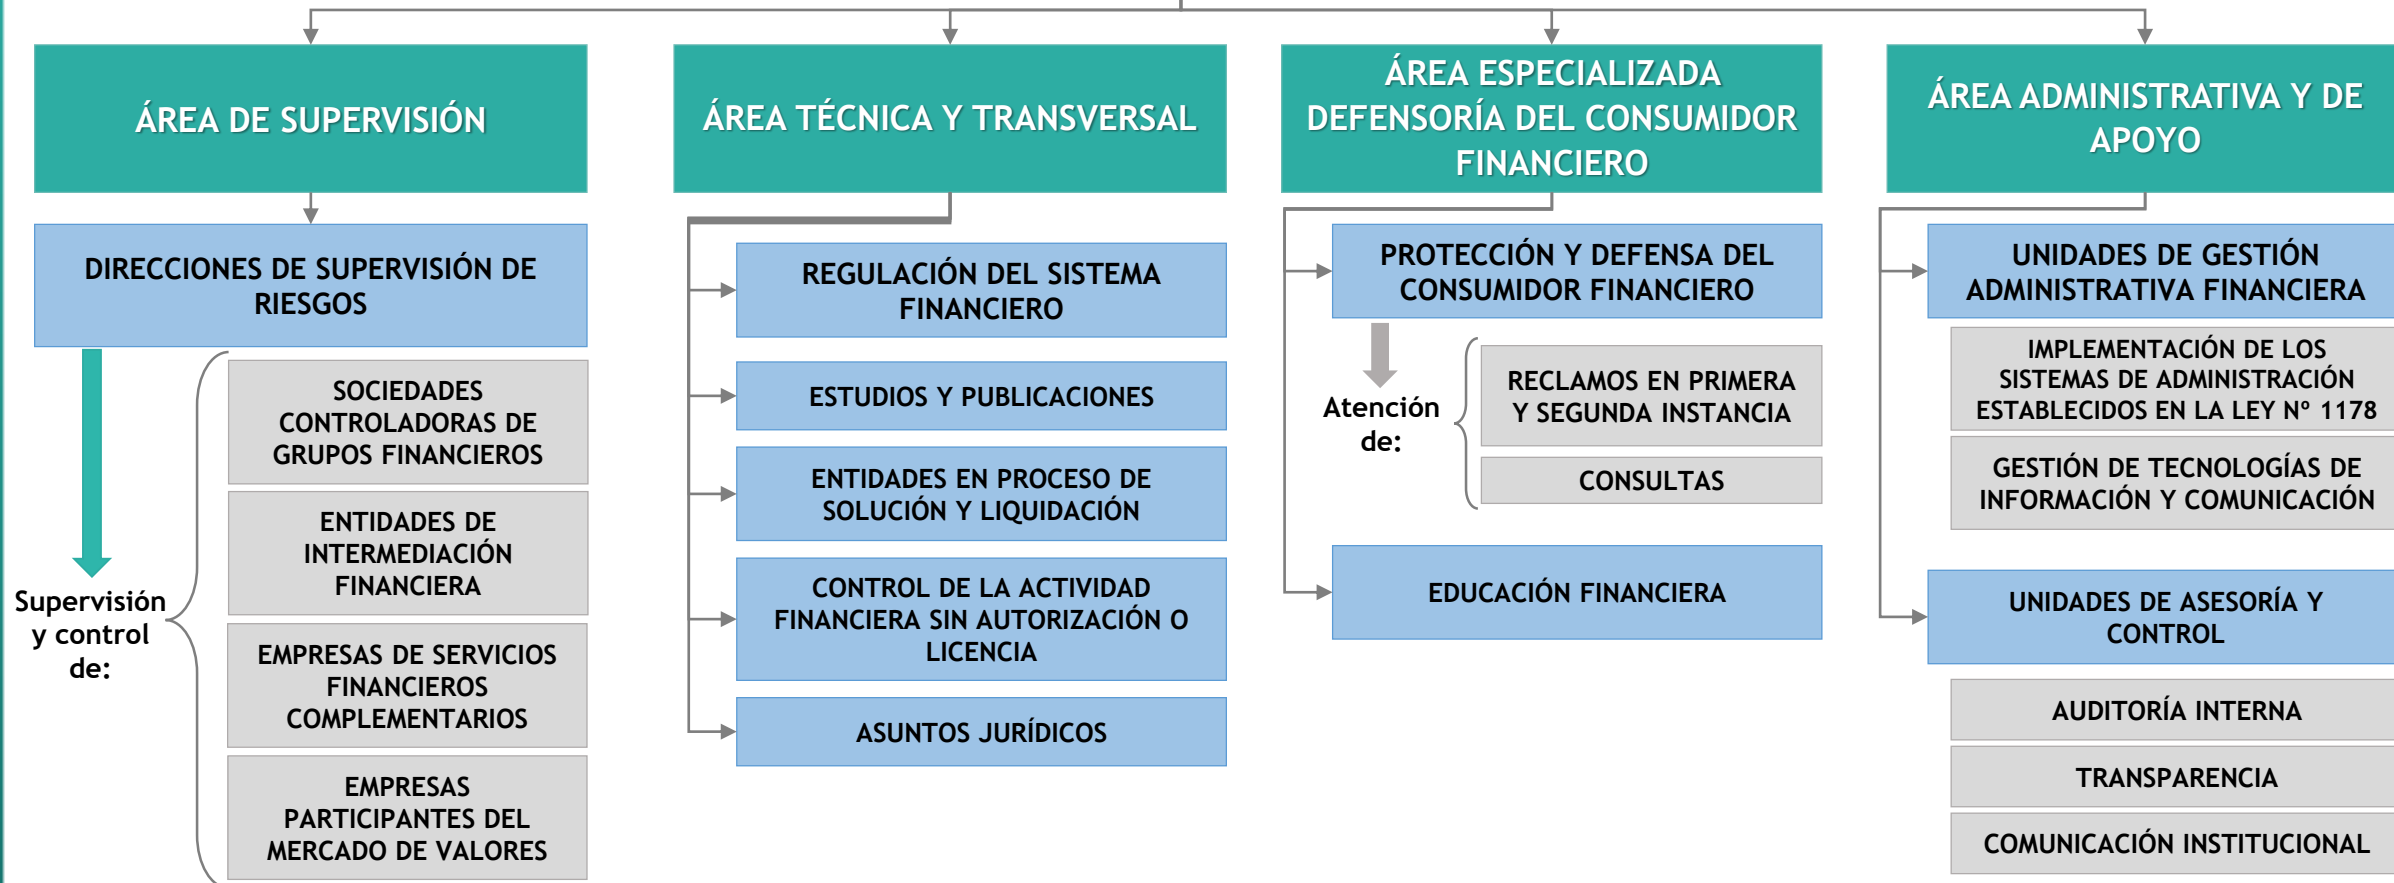 ÁREA DE SUPERVISIÓN
DIRECCIONES DE SUPERVISIÓN DE
RIESGOS
Supervisión
y control
de:
SOCIEDADES
CONTROLADORAS DE
GRUPOS FINANCIEROS
ENTIDADES DE
INTERMEDIACIÓN
FINANCIERA
EMPRESAS DE SERVICIOS
FINANCIEROS
COMPLEMENTARIOS
EMPRESAS
PARTICIPANTES DEL
MERCADO DE VALORES
ÁREA TÉCNICA Y TRANSVERSAL
REGULACIÓN DEL SISTEMA
FINANCIERO
ESTUDIOS Y PUBLICACIONES
ENTIDADES EN PROCESO DE
SOLUCIÓN Y LIQUIDACIÓN
CONTROL DE LA ACTIVIDAD
FINANCIERA SIN AUTORIZACIÓN O
LICENCIA
ASUNTOS JURÍDICOS
ÁREA ESPECIALIZADA
DEFENSORÍA DEL CONSUMIDOR
FINANCIERO
PROTECCIÓN Y DEFENSA DEL
CONSUMIDOR FINANCIERO
Atención
de:
RECLAMOS EN PRIMERA
Y SEGUNDA INSTANCIA
CONSULTAS
EDUCACIÓN FINANCIERA
ÁREA ADMINISTRATIVA Y DE
APOYO
UNIDADES DE GESTIÓN
ADMINISTRATIVA FINANCIERA
IMPLEMENTACIÓN DE LOS
SISTEMAS DE ADMINISTRACIÓN
ESTABLECIDOS EN LA LEY Nº 1178
GESTIÓN DE TECNOLOGÍAS DE
INFORMACIÓN Y COMUNICACIÓN
UNIDADES DE ASESORÍA Y
CONTROL
AUDITORÍA INTERNA
TRANSPARENCIA
COMUNICACIÓN INSTITUCIONAL